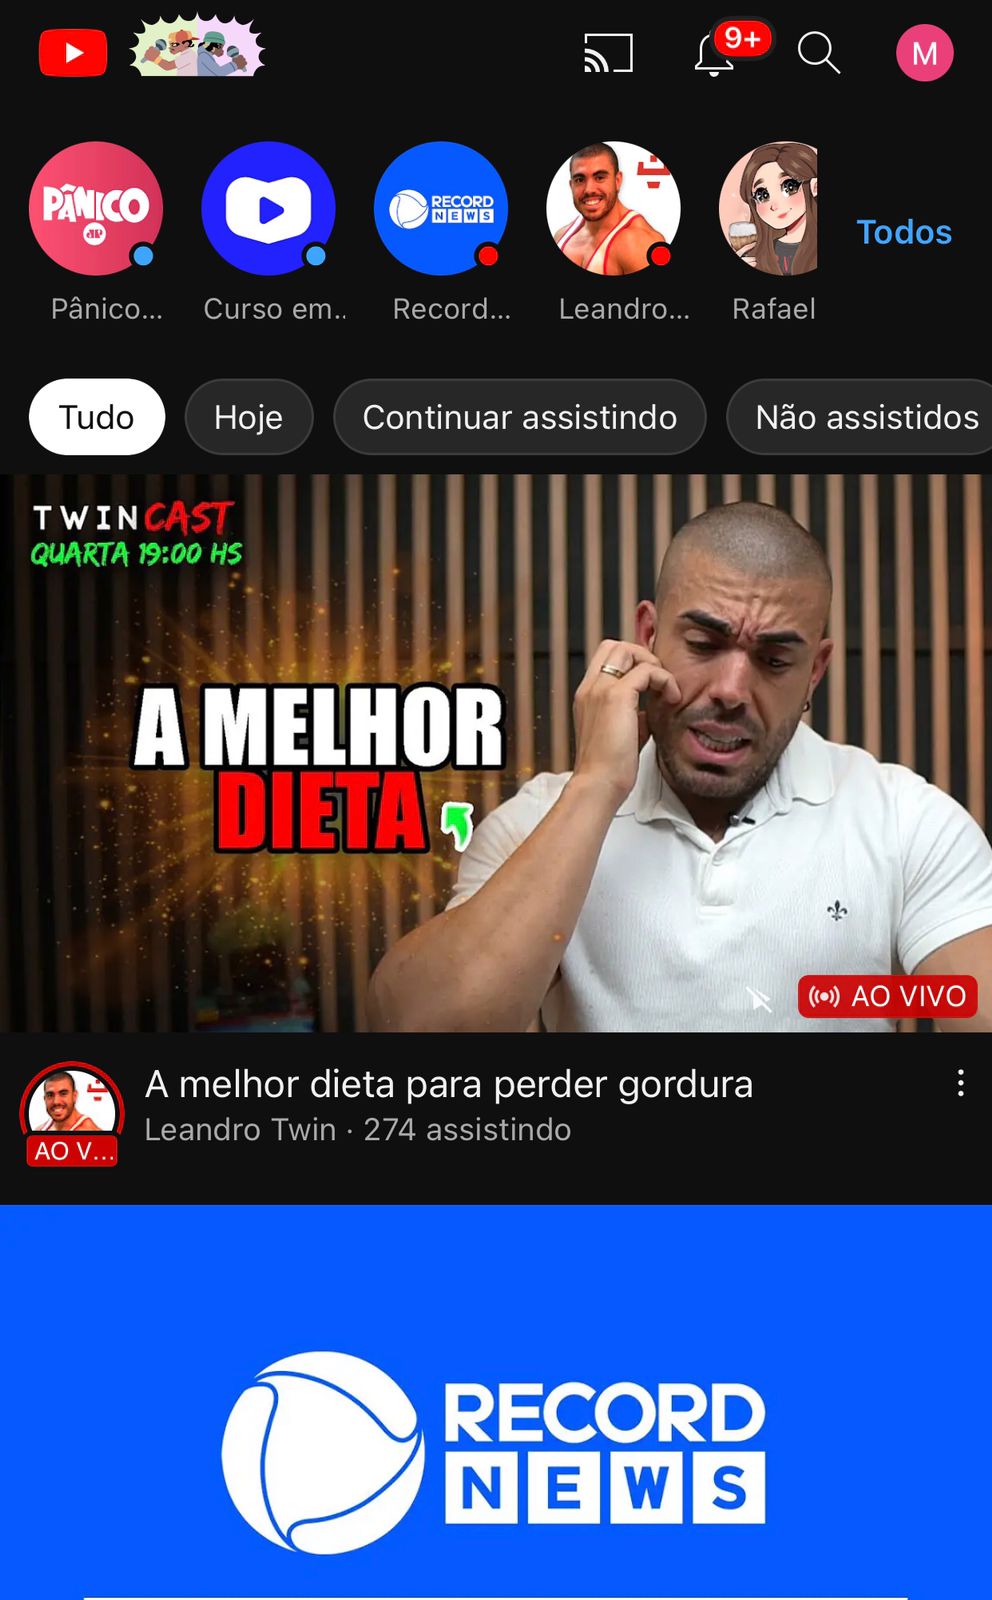 9+
M
PÂNICO
JP
RECORD
NEWS
Todos
Pânico...
Curso em..
Record...
Leandro...
Rafael
Tudo
Hoje
Continuar assistindo
Não assistidos
TWINCAST
QUARTA 19:00 HS
A MELHOR
DIETA
AO VIVO
A melhor dieta para perder gordura
Leandro Twin · 274 assistindo
AO V...
RECORD
NEWS